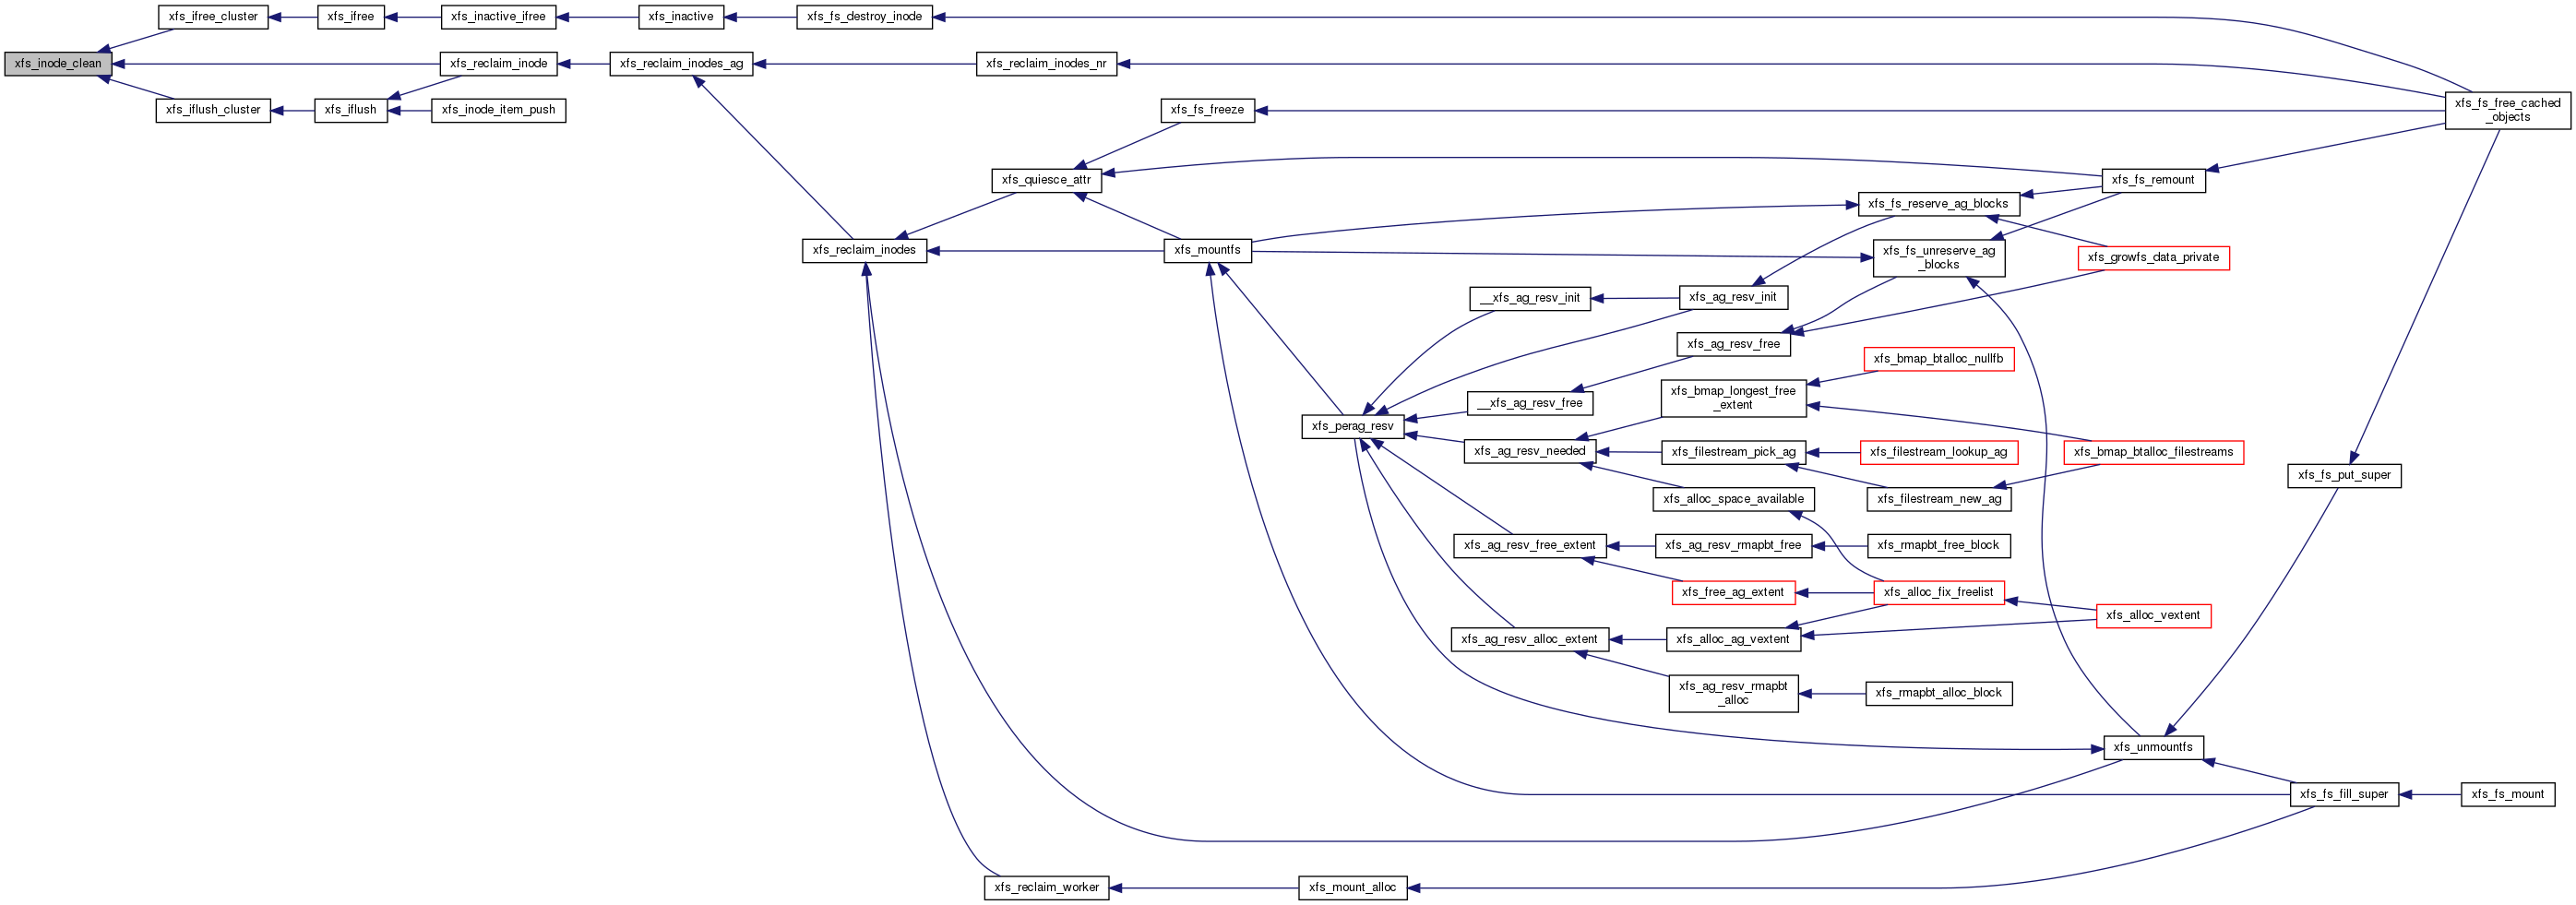 xfs_ifree_cluster
xfs_ifree
xfs_inactive_ifree
xfs_inactive
xfs_fs_destroy_inode
xfs_inode_clean
xfs_reclaim_inode
xfs_reclaim_inodes_ag
xfs_reclaim_inodes_nr
xfs_iflush_cluster
xfs_iflush
xfs_inode_item_push
xfs_fs_freeze
xfs_fs_free_cached
_objects
xfs_quiesce_attr
xfs_fs_remount
xfs_fs_reserve_ag_blocks
xfs_reclaim_inodes
xfs_mountfs
xfs_fs_unreserve_ag
_blocks
xfs_growfs_data_private
__xfs_ag_resv_init
xfs_ag_resv_init
xfs_ag_resv_free
xfs_bmap_btalloc_nullfb
xfs_bmap_longest_free
_extent
__xfs_ag_resv_free
xfs_perag_resv
xfs_ag_resv_needed
xfs_filestream_pick_ag
xfs_filestream_lookup_ag
xfs_bmap_btalloc_filestreams
xfs_fs_put_super
xfs_alloc_space_available
xfs_filestream_new_ag
xfs_ag_resv_free_extent
xfs_ag_resv_rmapbt_free
xfs_rmapbt_free_block
xfs_free_ag_extent
xfs_alloc_fix_freelist
xfs_alloc_vextent
xfs_ag_resv_alloc_extent
xfs_alloc_ag_vextent
xfs_ag_resv_rmapbt
_alloc
xfs_rmapbt_alloc_block
xfs_unmountfs
xfs_fs_fill_super
xfs_fs_mount
xfs_reclaim_worker
xfs_mount_alloc